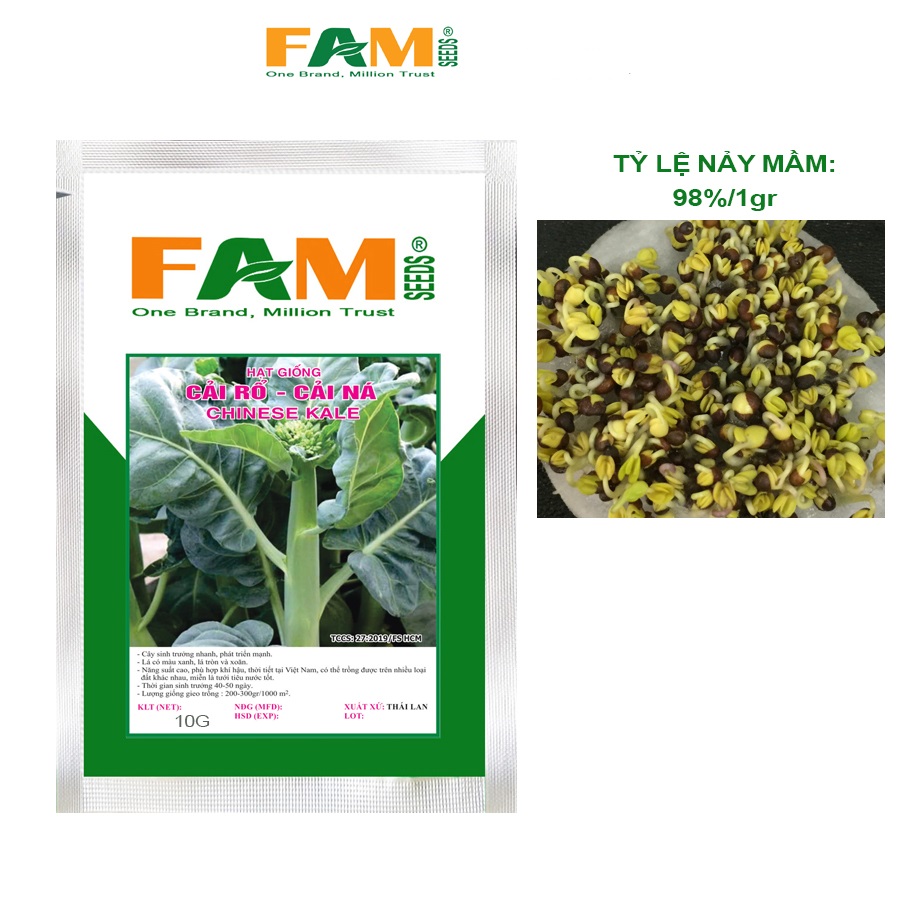 FAM SEEDS®
One Brand, Million Trust
TỶ LỆ NẢY MẦM:
98%/1gr
FAM SEEDS®
One Brand, Million Trust
HẠT GIỐNG
CẢI RỔ - CẢI NÁ
CHINESE KALE
TCCS: 27:2019/FS HCM
- Cây sinh trưởng nhanh, phát triển mạnh.
- Lá có màu xanh, lá tròn và xoăn.
- Năng suất cao, phù hợp khí hậu, thời tiết tại Việt Nam, có thể trồng được trên nhiều loại
đất khác nhau, miễn là tưới tiêu nước tốt.
- Thời gian sinh trưởng 40-50 ngày.
- Lượng giống gieo trồng : 200-300gr/1000 m².
KLT (NET): NĐG (MFD): XUẤT XỨ: THÁI LAN
10G HSD (EXP): LOT: